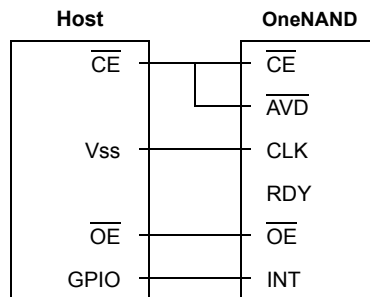 Host OneNAND
CE CE
AVD
Vss CLK
RDY
OE OE
GPIO INT